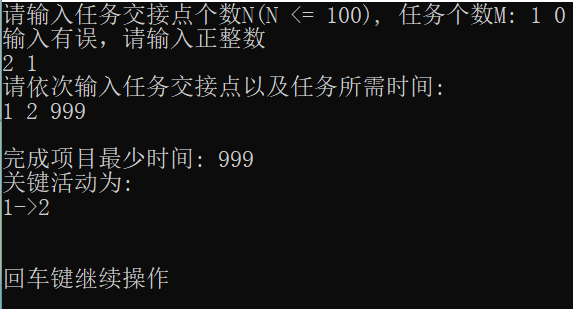 请输入任务交接点个数N(N <= 100), 任务个数M: 1 0
输入有误，请输入正整数
2 1
请依次输入任务交接点以及任务所需时间:
1 2 999
完成项目最少时间: 999
关键活动为:
1->2
回车键继续操作